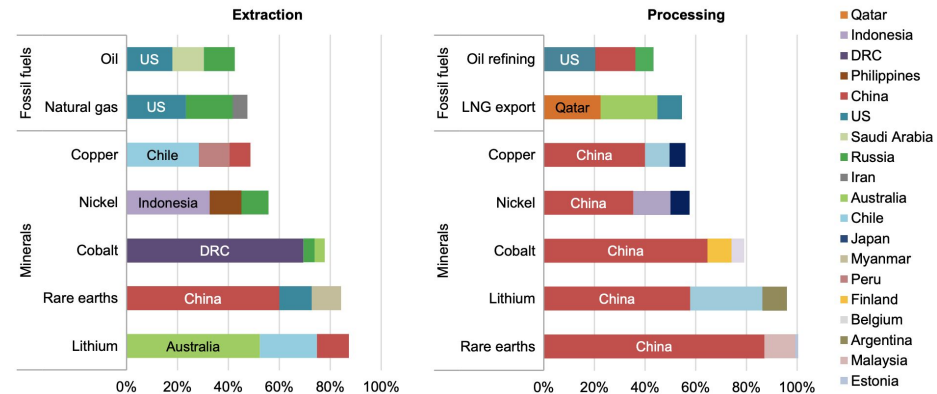 Extraction
Fossil fuels
Oil
US
Natural gas
US
Minerals
Copper
Chile
Nickel
Indonesia
Cobalt
DRC
Rare earths
China
Lithium
Australia
0% 20% 40% 60% 80% 100%
Processing
Fossil fuels
Oil refining
US
LNG export
Qatar
Minerals
Copper
China
Nickel
China
Cobalt
China
Lithium
China
Rare earths
China
0% 20% 40% 60% 80% 100%
Qatar
Indonesia
DRC
Philippines
China
US
Saudi Arabia
Russia
Iran
Australia
Chile
Japan
Myanmar
Peru
Finland
Belgium
Argentina
Malaysia
Estonia